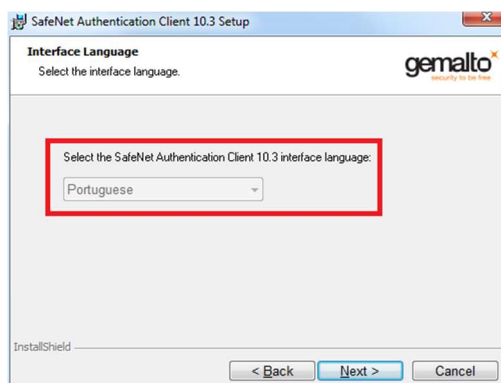 SafeNet Authentication Client 10.3 Setup
Interface Language
Select the interface language.
gemalto
security to be free
Select the SafeNet Authentication Client 10.3 interface language:
Portuguese
InstallShield
< Back
Next >
Cancel